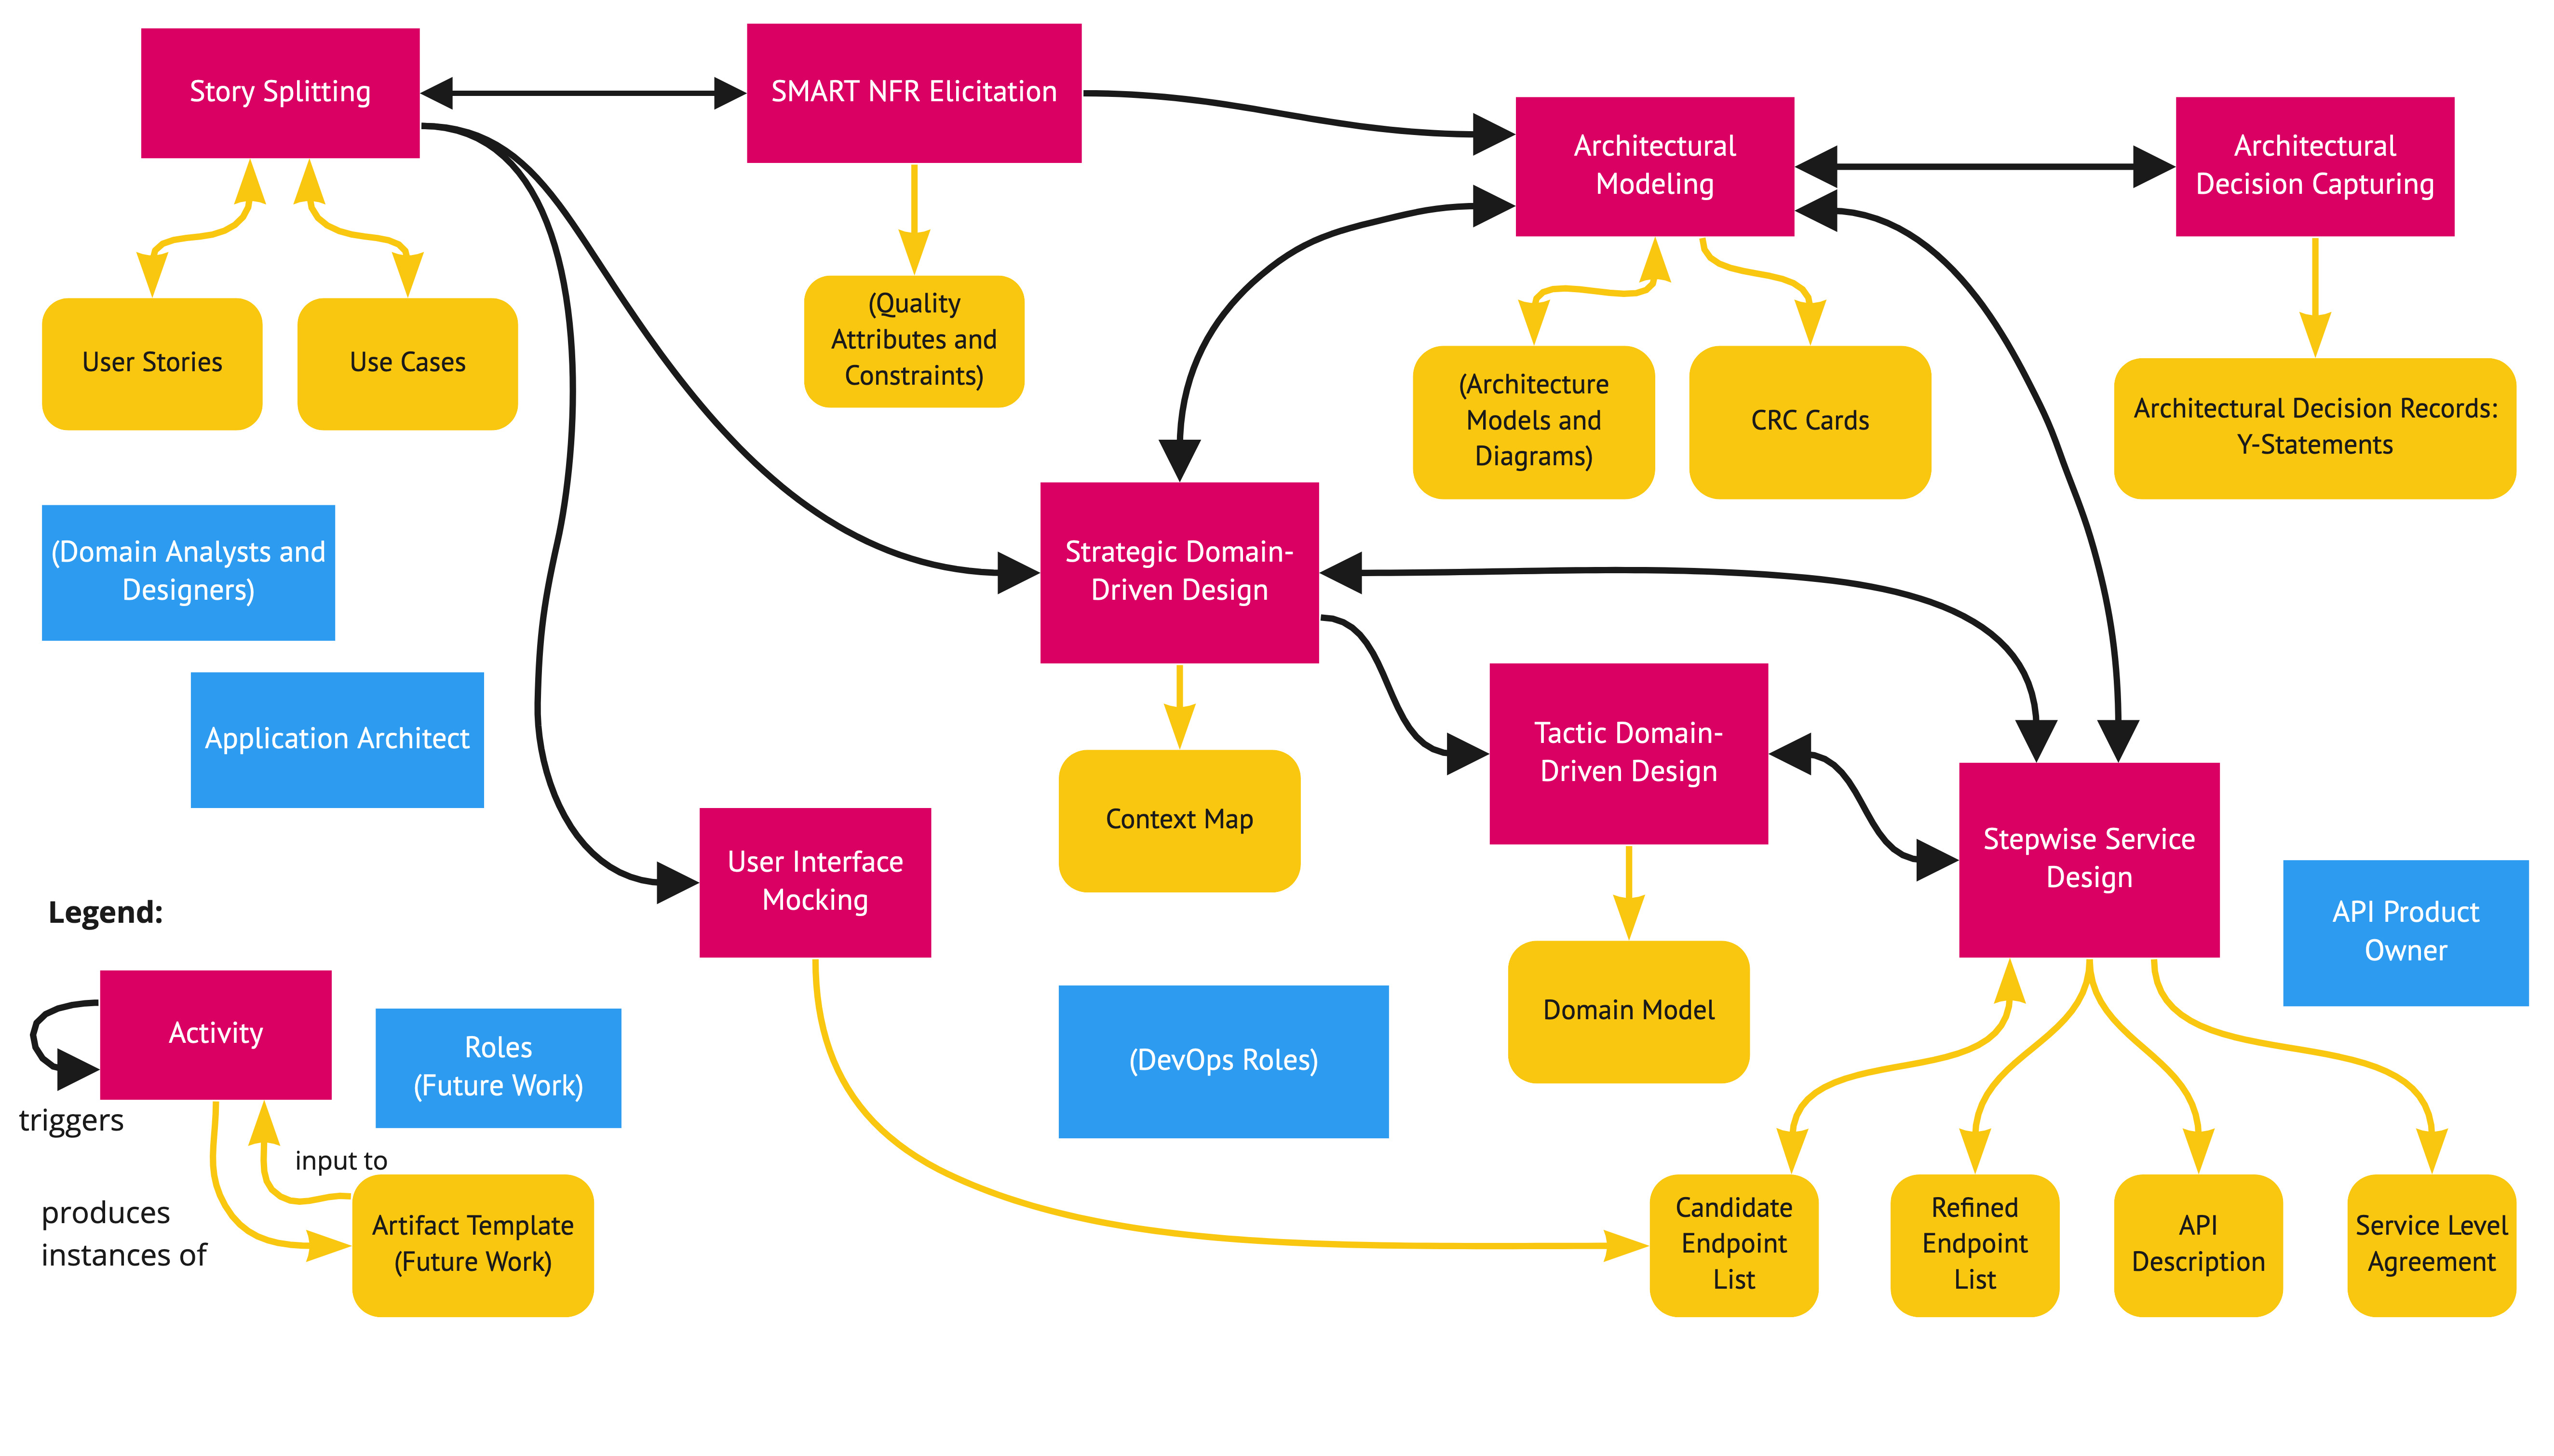 Story Splitting
SMART NFR Elicitation
Architectural
Modeling
Architectural
Decision Capturing
User Stories
Use Cases
(Quality
Attributes and
Constraints)
(Architecture
Models and
Diagrams)
CRC Cards
Architectural Decision Records:
Y-Statements
(Domain Analysts and
Designers)
Strategic Domain-
Driven Design
Application Architect
Tactic Domain-
Driven Design
Context Map
User Interface
Mocking
Stepwise Service
Design
API Product
Owner
Legend:
Activity
triggers
Roles
(Future Work)
input to
produces
instances of
Artifact Template
(Future Work)
(DevOps Roles)
Domain Model
Candidate
Endpoint
List
Refined
Endpoint
List
API
Description
Service Level
Agreement